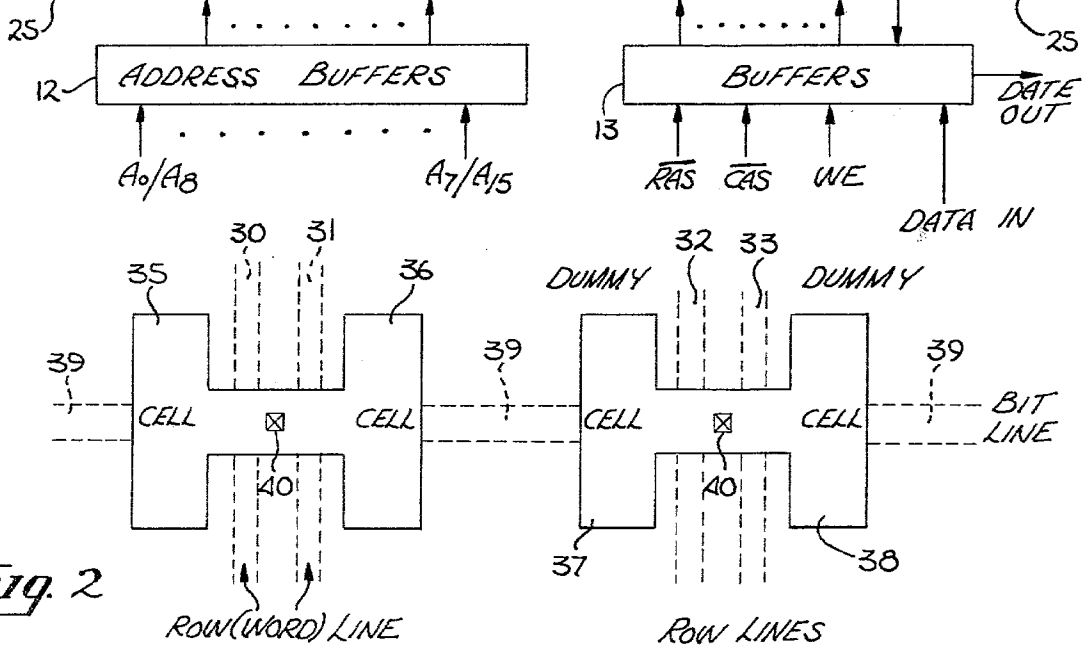 25
25
12
ADDRESS BUFFERS
BUFFERS
13
DATE OUT
A0/A8
A7/A15
RAS
CAS
WE
DATA IN
30
31
32
33
35
36
DUMMY
DUMMY
39
39
39
CELL
CELL
CELL
CELL
BIT LINE
40
40
37
38
Fig. 2
ROW(WORD) LINE
ROW LINES